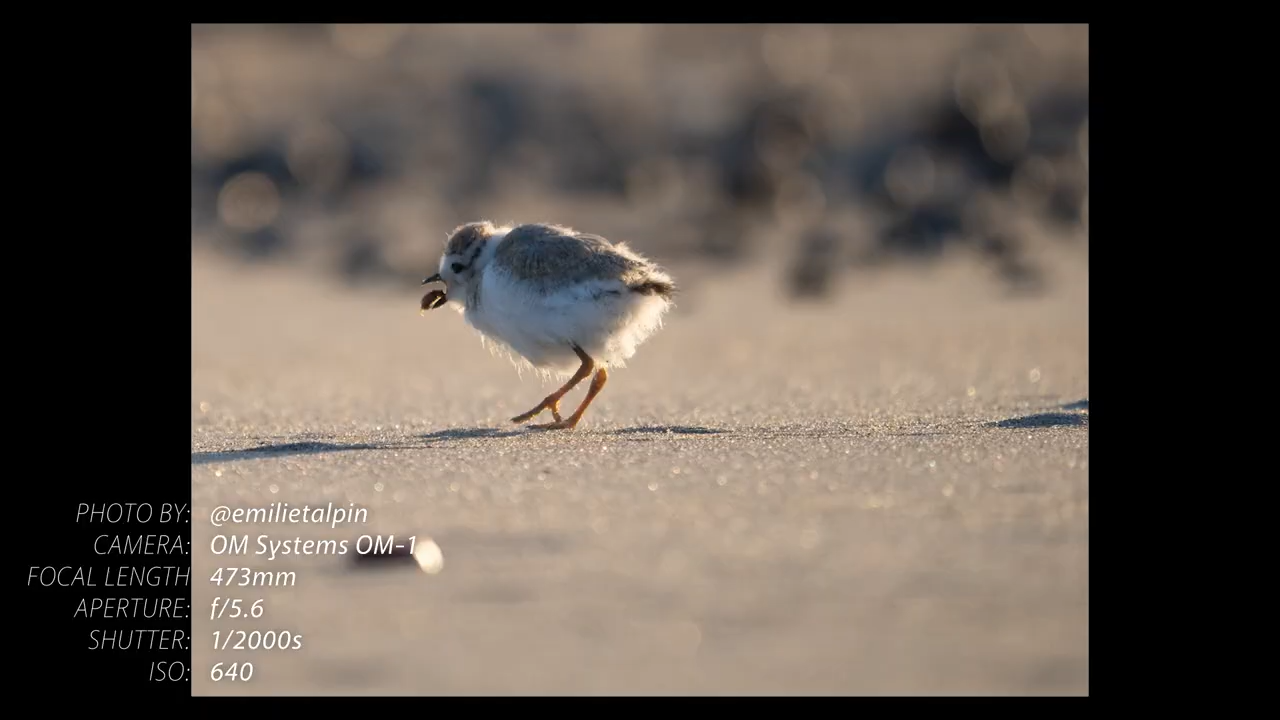 PHOTO BY: @emilietalpin
CAMERA: OM Systems OM-1
FOCAL LENGTH 473mm
APERTURE: f/5.6
SHUTTER: 1/2000s
ISO: 640